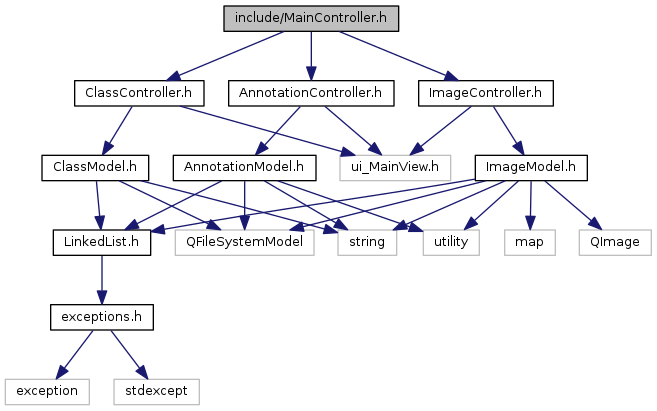 include/MainController.h
ClassController.h
AnnotationController.h
ImageController.h
ClassModel.h
AnnotationModel.h
ui_MainView.h
ImageModel.h
LinkedList.h
QFileSystemModel
string
utility
map
QImage
exceptions.h
exception
stdexcept